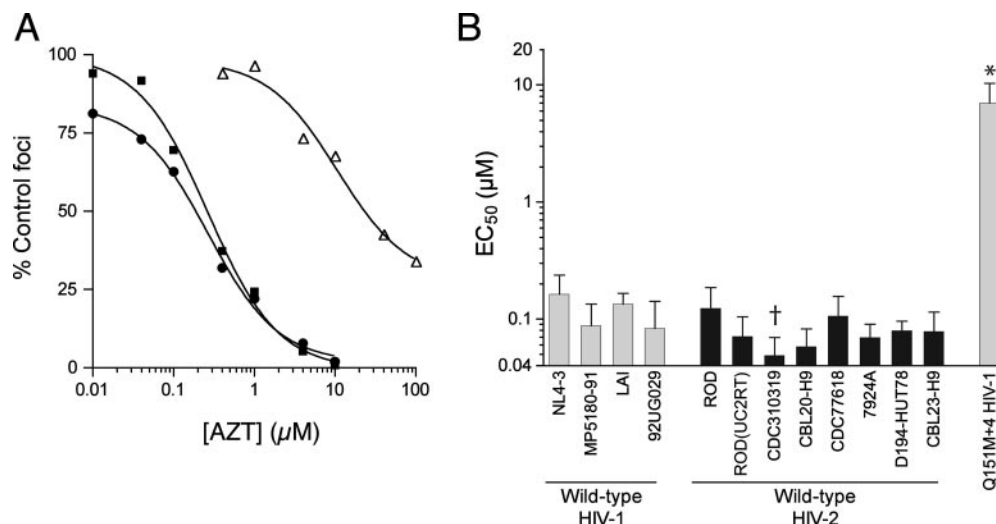 A
% Control foci
100
75
50
25
0
0.01 0.1 1 10 100
[AZT] (µM)
B
EC50 (µM)
20
10
1
0.1
0.04
*
†
NL4-3
MP5180-91
LAI
92UG029
ROD
ROD(UC2RT)
CDC310319
CBL20-H9
CDC77618
7924A
D194-HUT78
CBL23-H9
Q151M+4 HIV-1
Wild-type
HIV-1
Wild-type
HIV-2